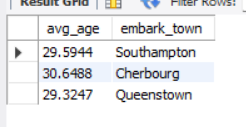 Result Grid Filter Rows:
avg_age embark_town
29.5944 Southampton
30.6488 Cherbourg
29.3247 Queenstown